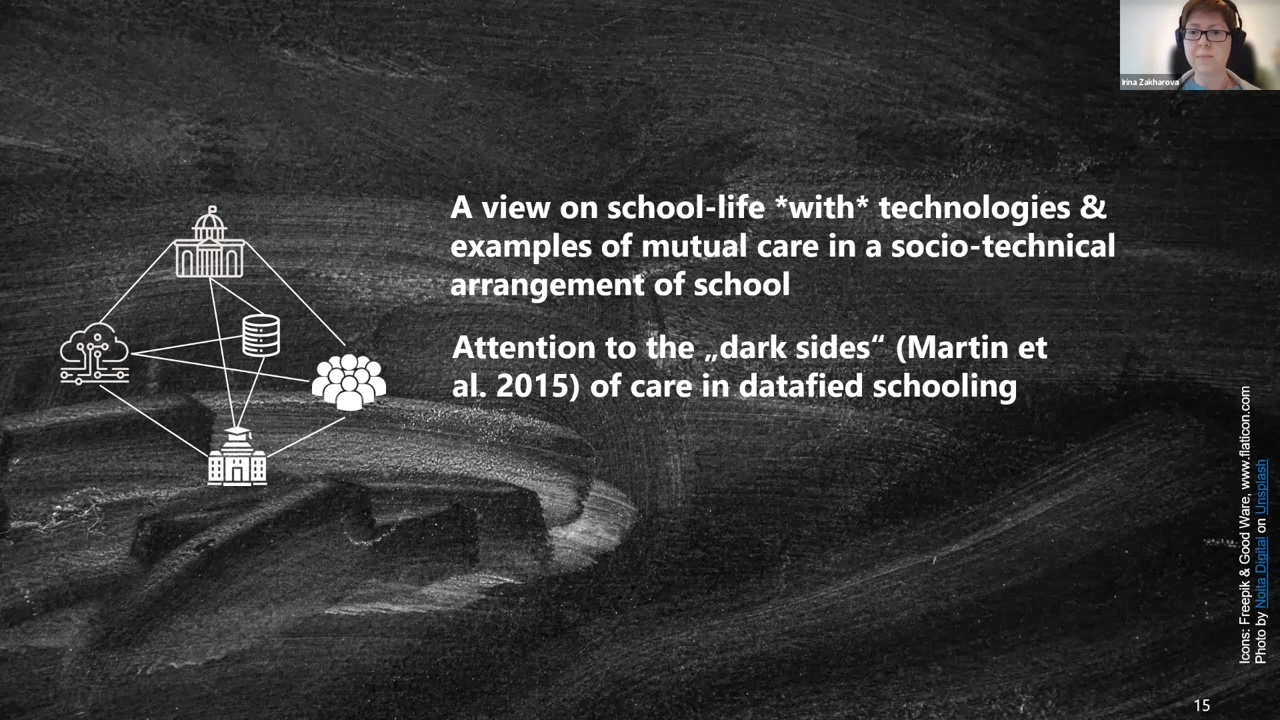 Irina Zakharova
A view on school-life *with* technologies &
examples of mutual care in a socio-technical
arrangement of school
Attention to the „dark sides“ (Martin et
al. 2015) of care in datafied schooling
Icons: Freepik & Good Ware, www.flaticon.com
Photo by Noita Digital on Unsplash
15